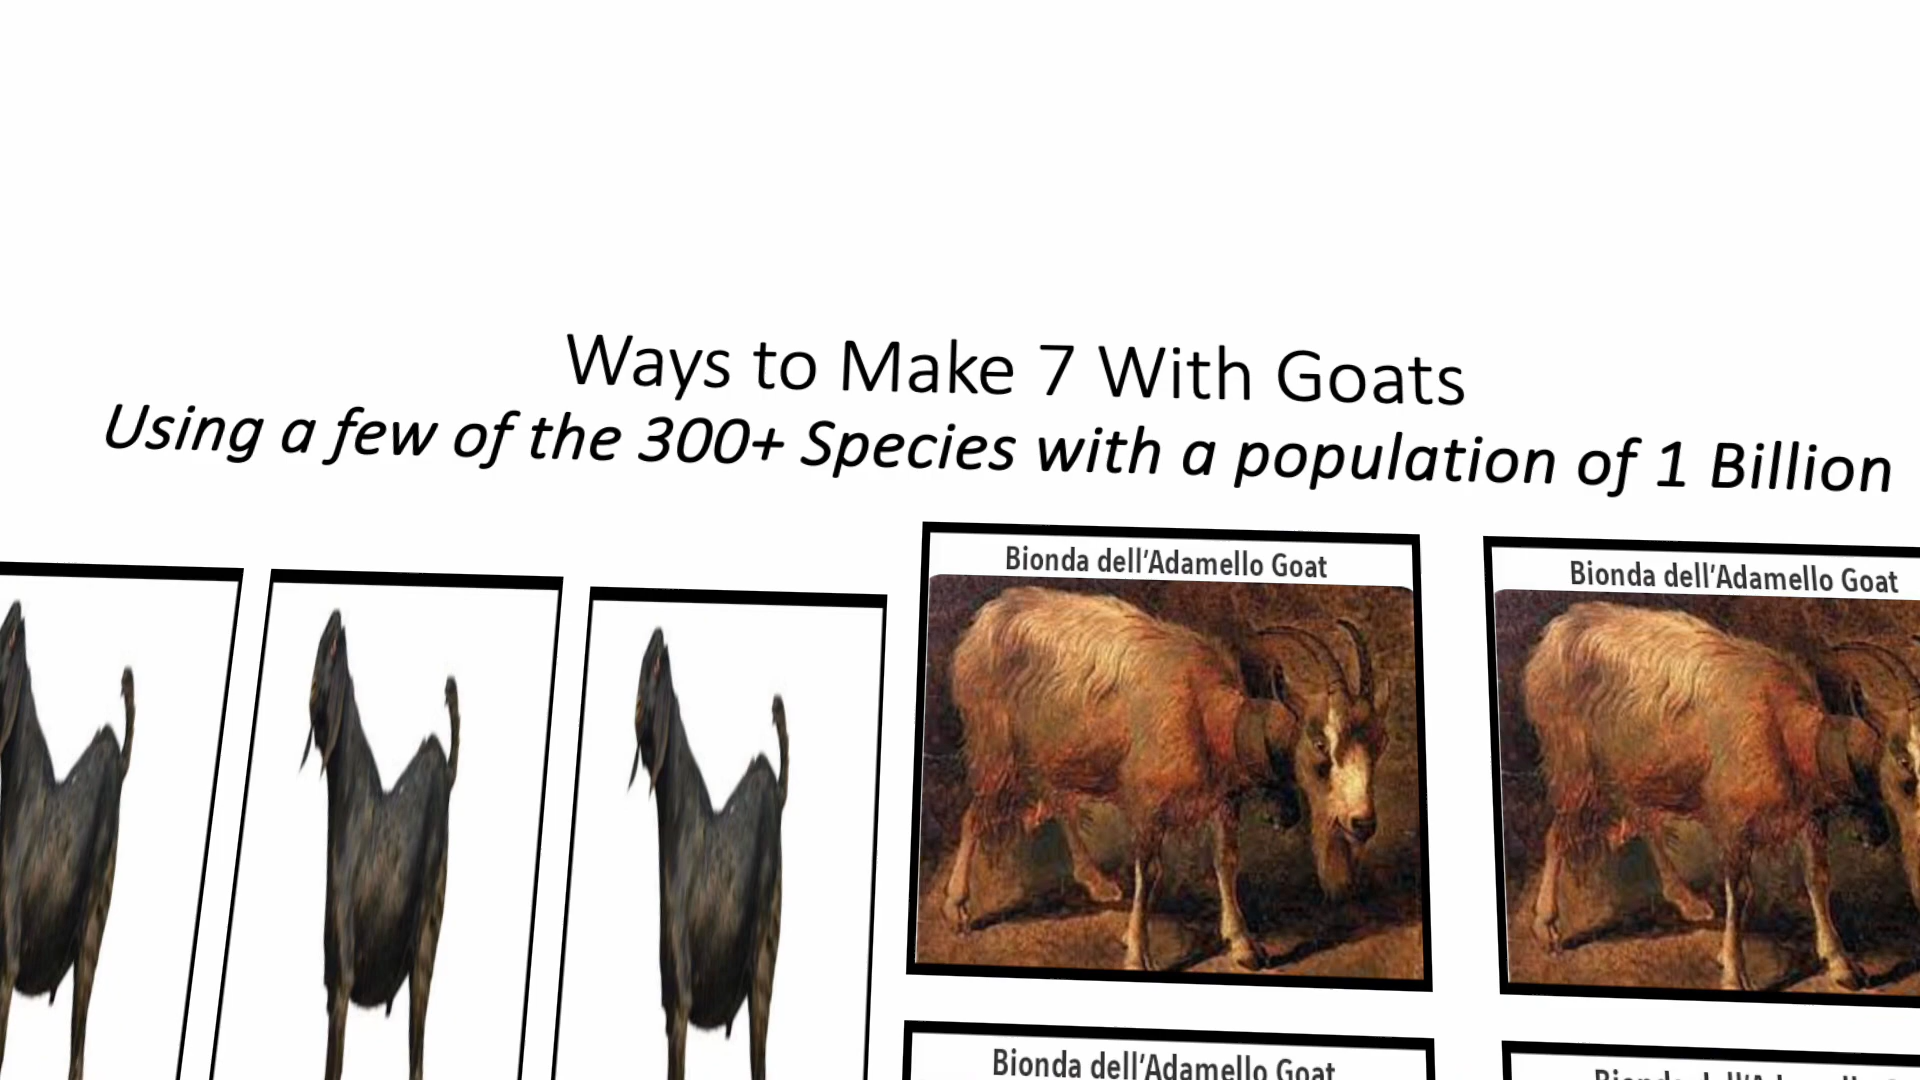 Ways to Make 7 With Goats
Using a few of the 300+ Species with a population of 1 Billion
Bionda dell'Adamello Goat
Bionda dell'Adamello Goat
Bionda dell'Adamello Goat